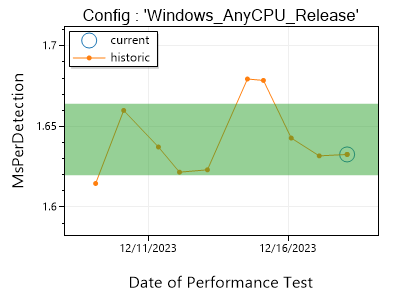 Config : 'Windows_AnyCPU_Release'
current
historic
1.7
1.65
1.6
MsPerDetection
12/11/2023
12/16/2023
Date of Performance Test